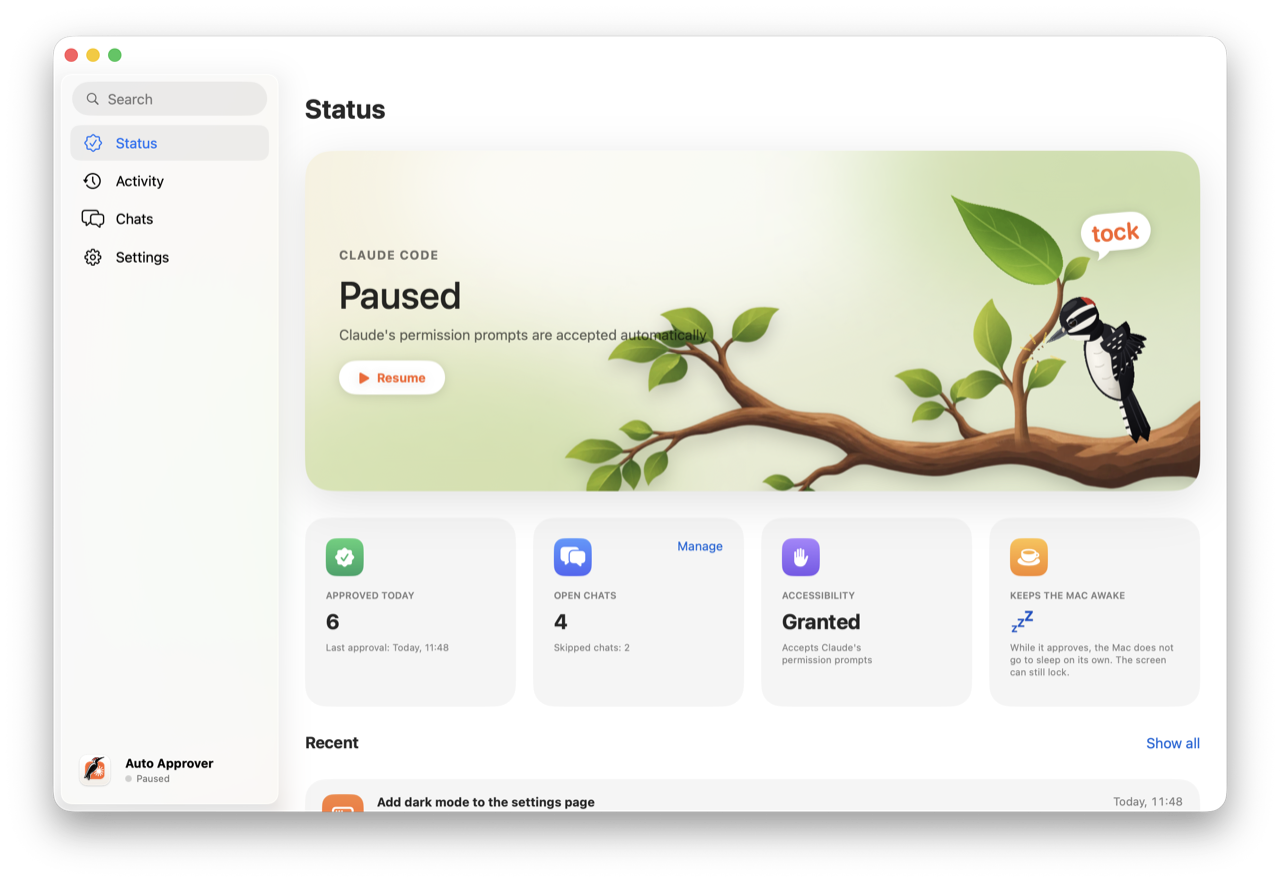 Search
Status
Activity
Chats
Settings
Auto Approver
Paused
Status
CLAUDE CODE
Paused
Claude's permission prompts are accepted automatically
Resume
tock
APPROVED TODAY
6
Last approval: Today, 11:48
Manage
OPEN CHATS
4
Skipped chats: 2
ACCESSIBILITY
Granted
Accepts Claude's
permission prompts
KEEPS THE MAC AWAKE
zzZ
While it approves, the Mac does not
go to sleep on its own. The screen
can still lock.
Recent
Show all
Add dark mode to the settings page
Today, 11:48